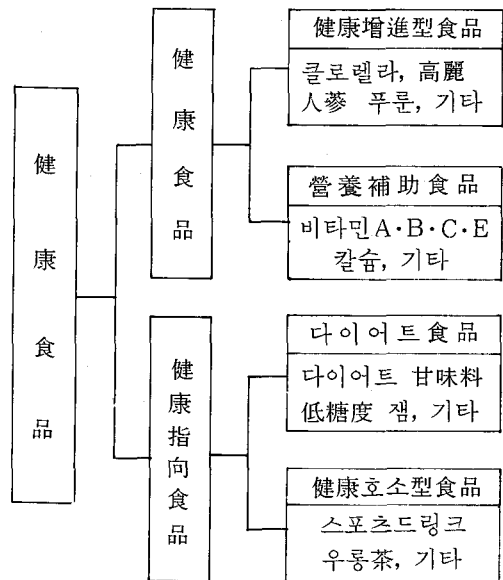 健康食品
健康食品
健康增進型食品
클로렐라, 高麗
人蔘 푸룬, 기타
營養補助食品
비타민 A·B·C·E
칼슘, 기타
健康指向食品
다이어트食品
다이어트 甘味料
低糖度 잼, 기타
健康호소型食品
스포츠드링크
우롱茶, 기타